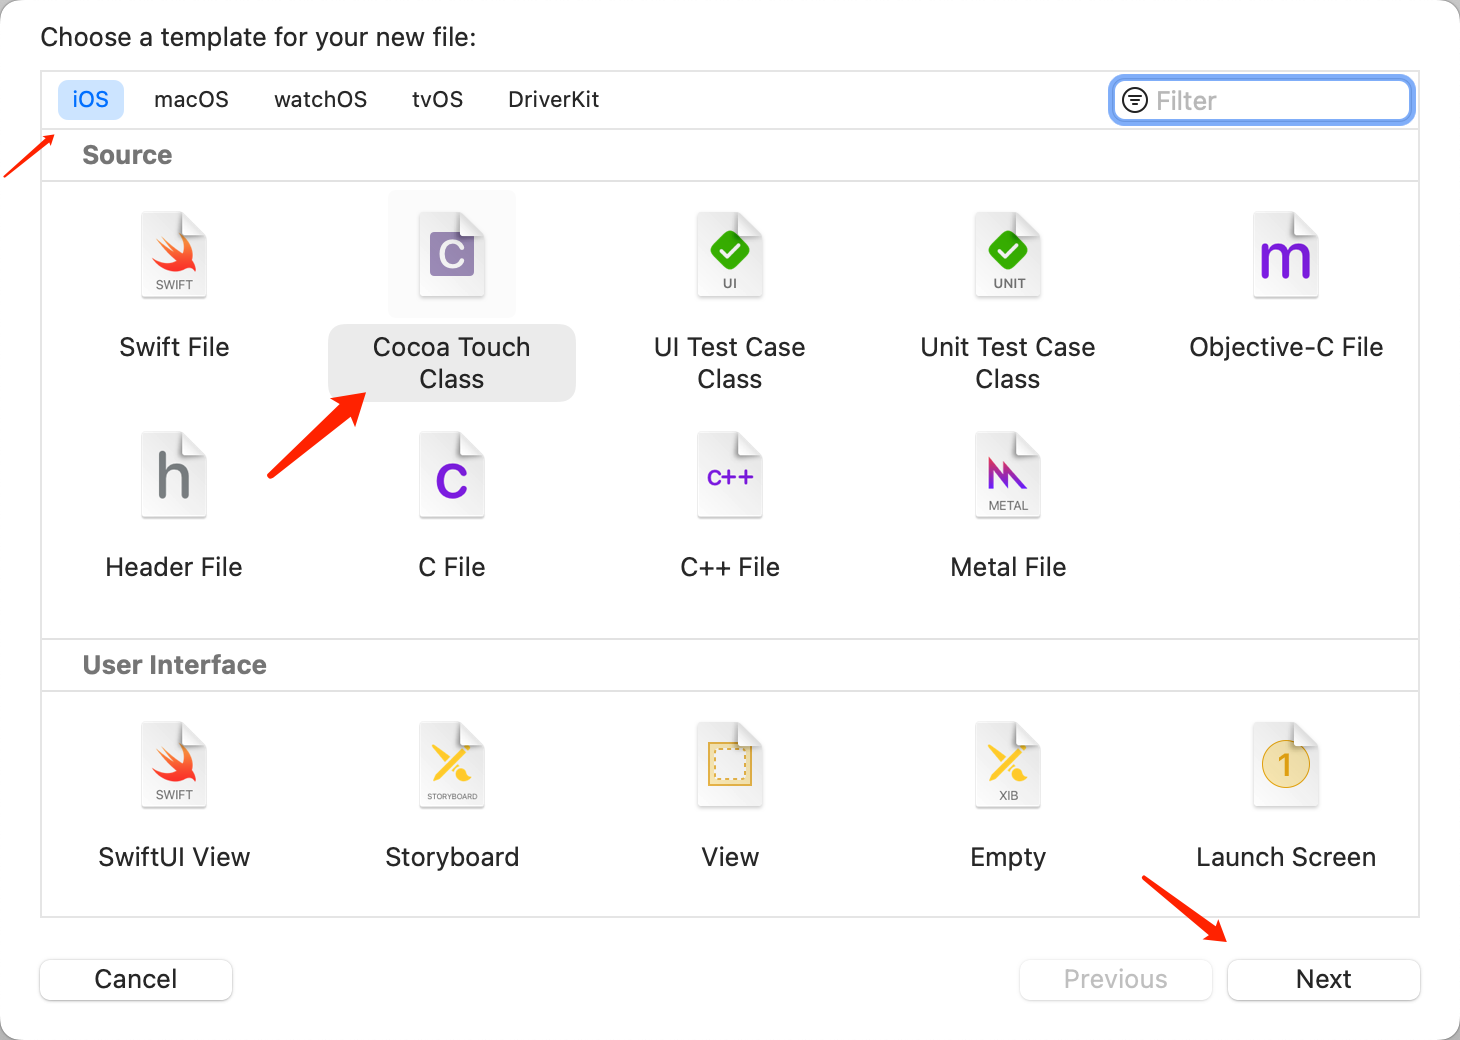 Choose a template for your new file:
iOS macOS watchOS tvOS DriverKit Filter
Source
SWIFT C UI UNIT m
Swift File Cocoa Touch Class UI Test Case Class Unit Test Case Class Objective-C File
h C C++ METAL
Header File C File C++ File Metal File
User Interface
SWIFT STORYBOARD XIB 1
SwiftUI View Storyboard View Empty Launch Screen
Cancel Previous Next